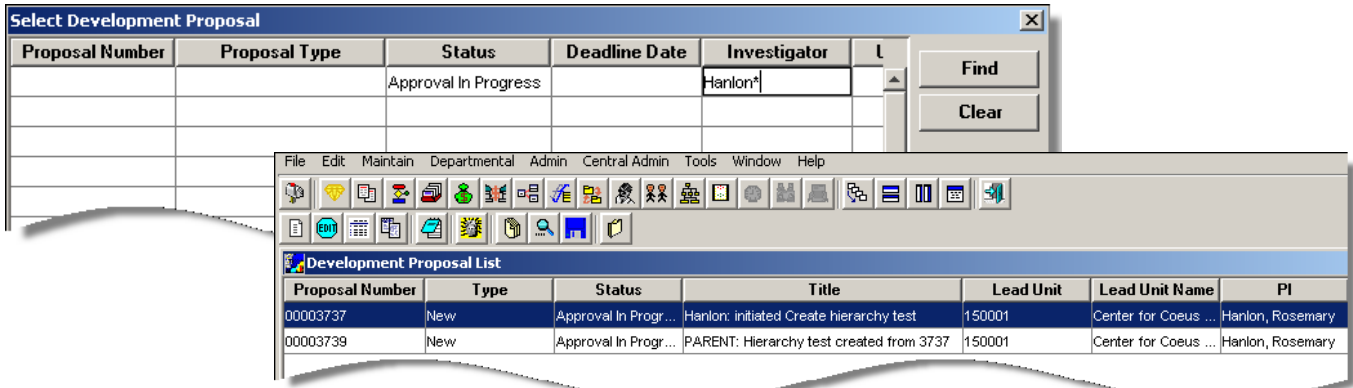 Select Development Proposal
Proposal Number Proposal Type Status Deadline Date Investigator
Find
Approval In Progress Hanlon*
Clear
File Edit Maintain Departmental Admin Central Admin Tools Window Help
EDIT
Development Proposal List
Proposal Number Type Status Title Lead Unit Lead Unit Name PI
00003737 New Approval In Progr... Hanlon: initiated Create hierarchy test 150001 Center for Coeus ... Hanlon, Rosemary
00003739 New Approval In Progr... PARENT: Hierarchy test created from 3737 150001 Center for Coeus ... Hanlon, Rosemary